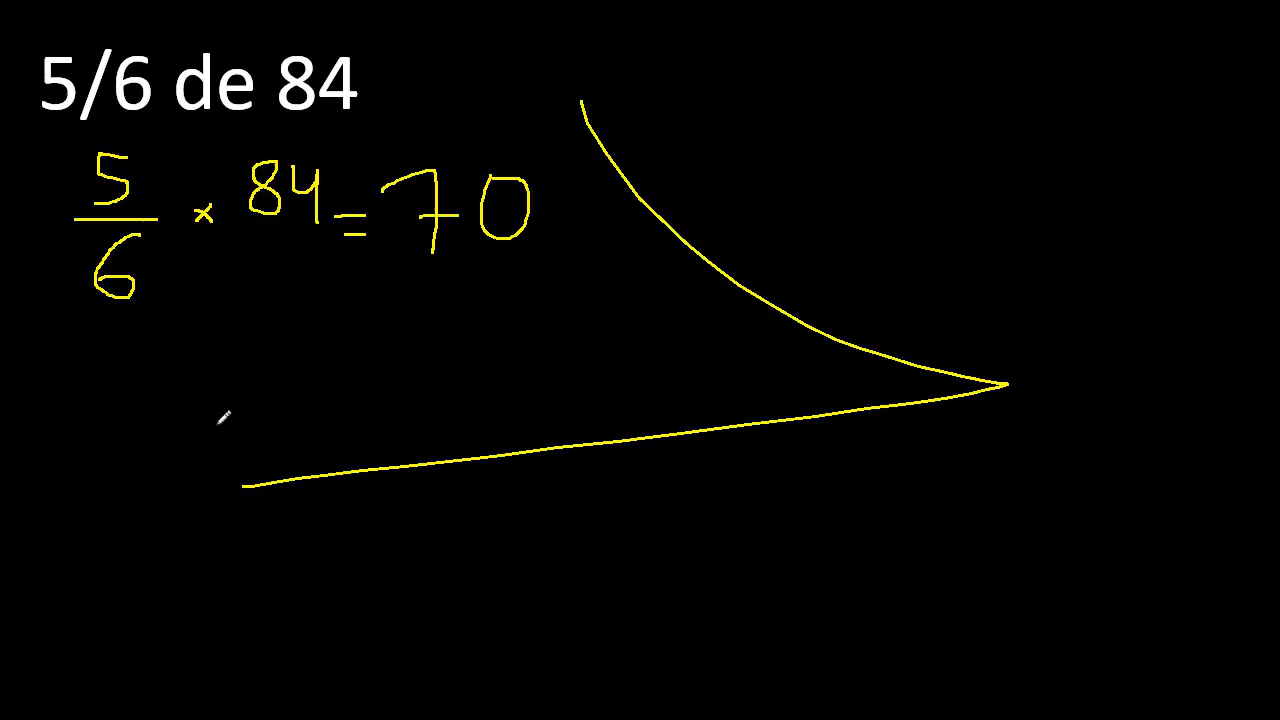 5/6 de 84
5/6 × 84 = 70